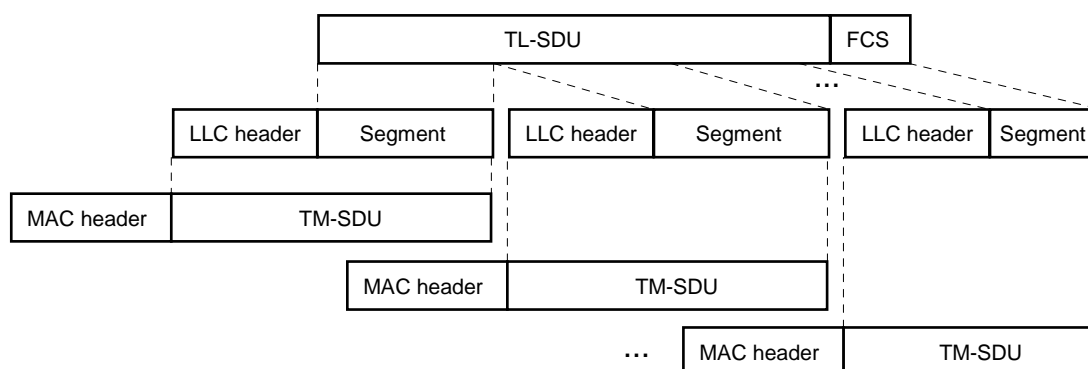 TL-SDU FCS
...
LLC header Segment LLC header Segment LLC header Segment
MAC header TM-SDU
MAC header TM-SDU
... MAC header TM-SDU